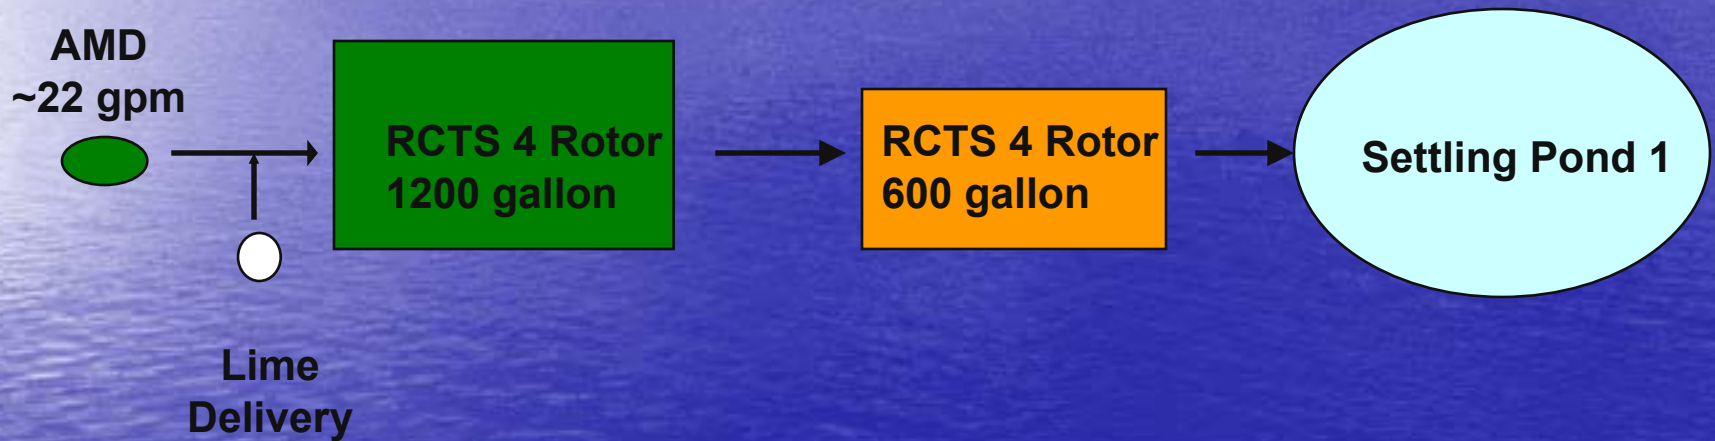 AMD
~22 gpm
RCTS 4 Rotor
1200 gallon
RCTS 4 Rotor
600 gallon
Settling Pond 1
Lime
Delivery